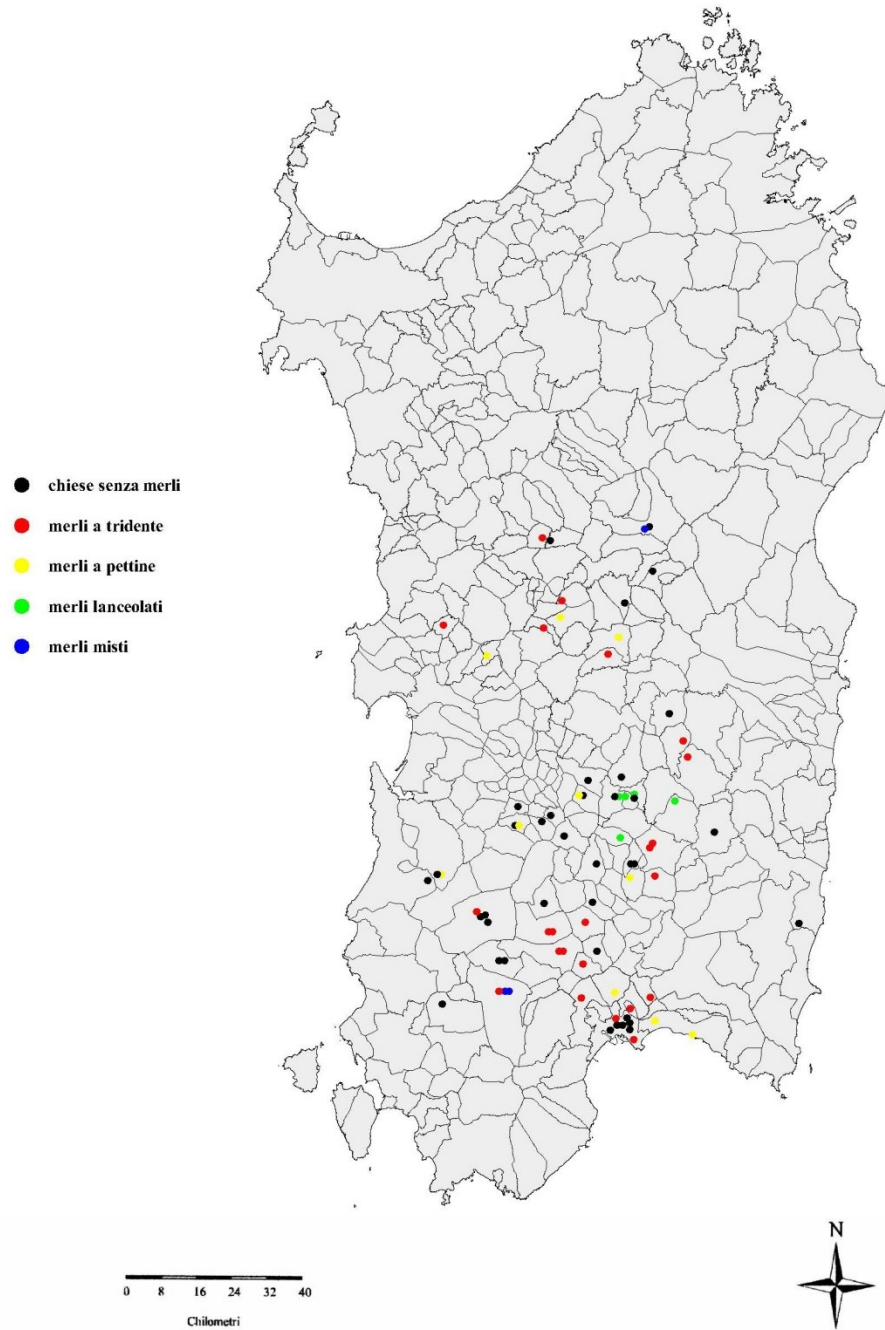 chiese senza merli
merli a tridente
merli a pettine
merli lanceolati
merli misti
N
0 8 16 24 32 40
Chilometri